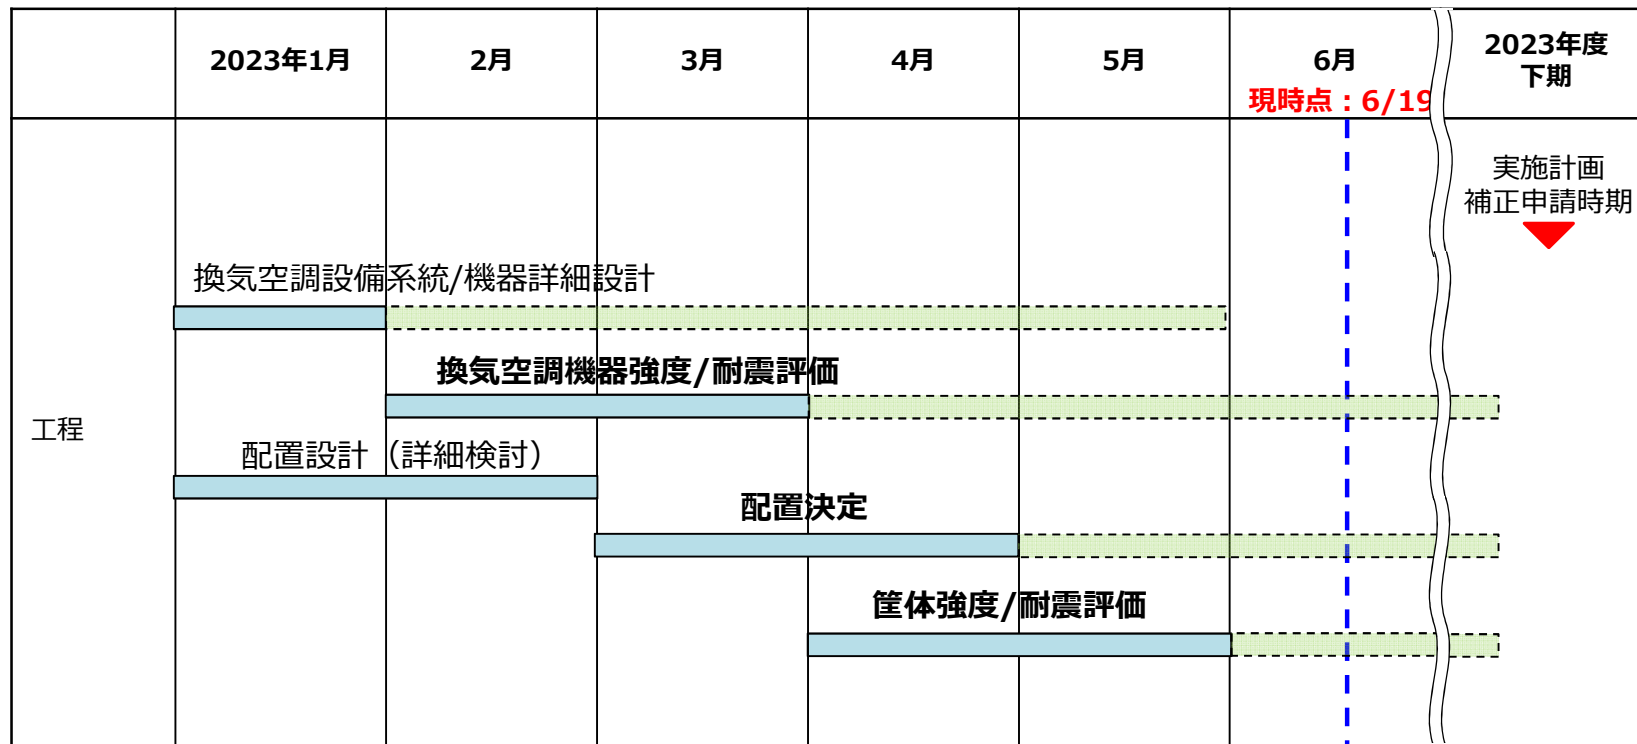 2023年1月
2月
3月
4月
5月
6月
現時点：6/19
2023年度
下期
実施計画
補正申請時期
換気空調設備系統/機器詳細設計
換気空調機器強度/耐震評価
工程
配置設計（詳細検討）
配置決定
筐体強度/耐震評価